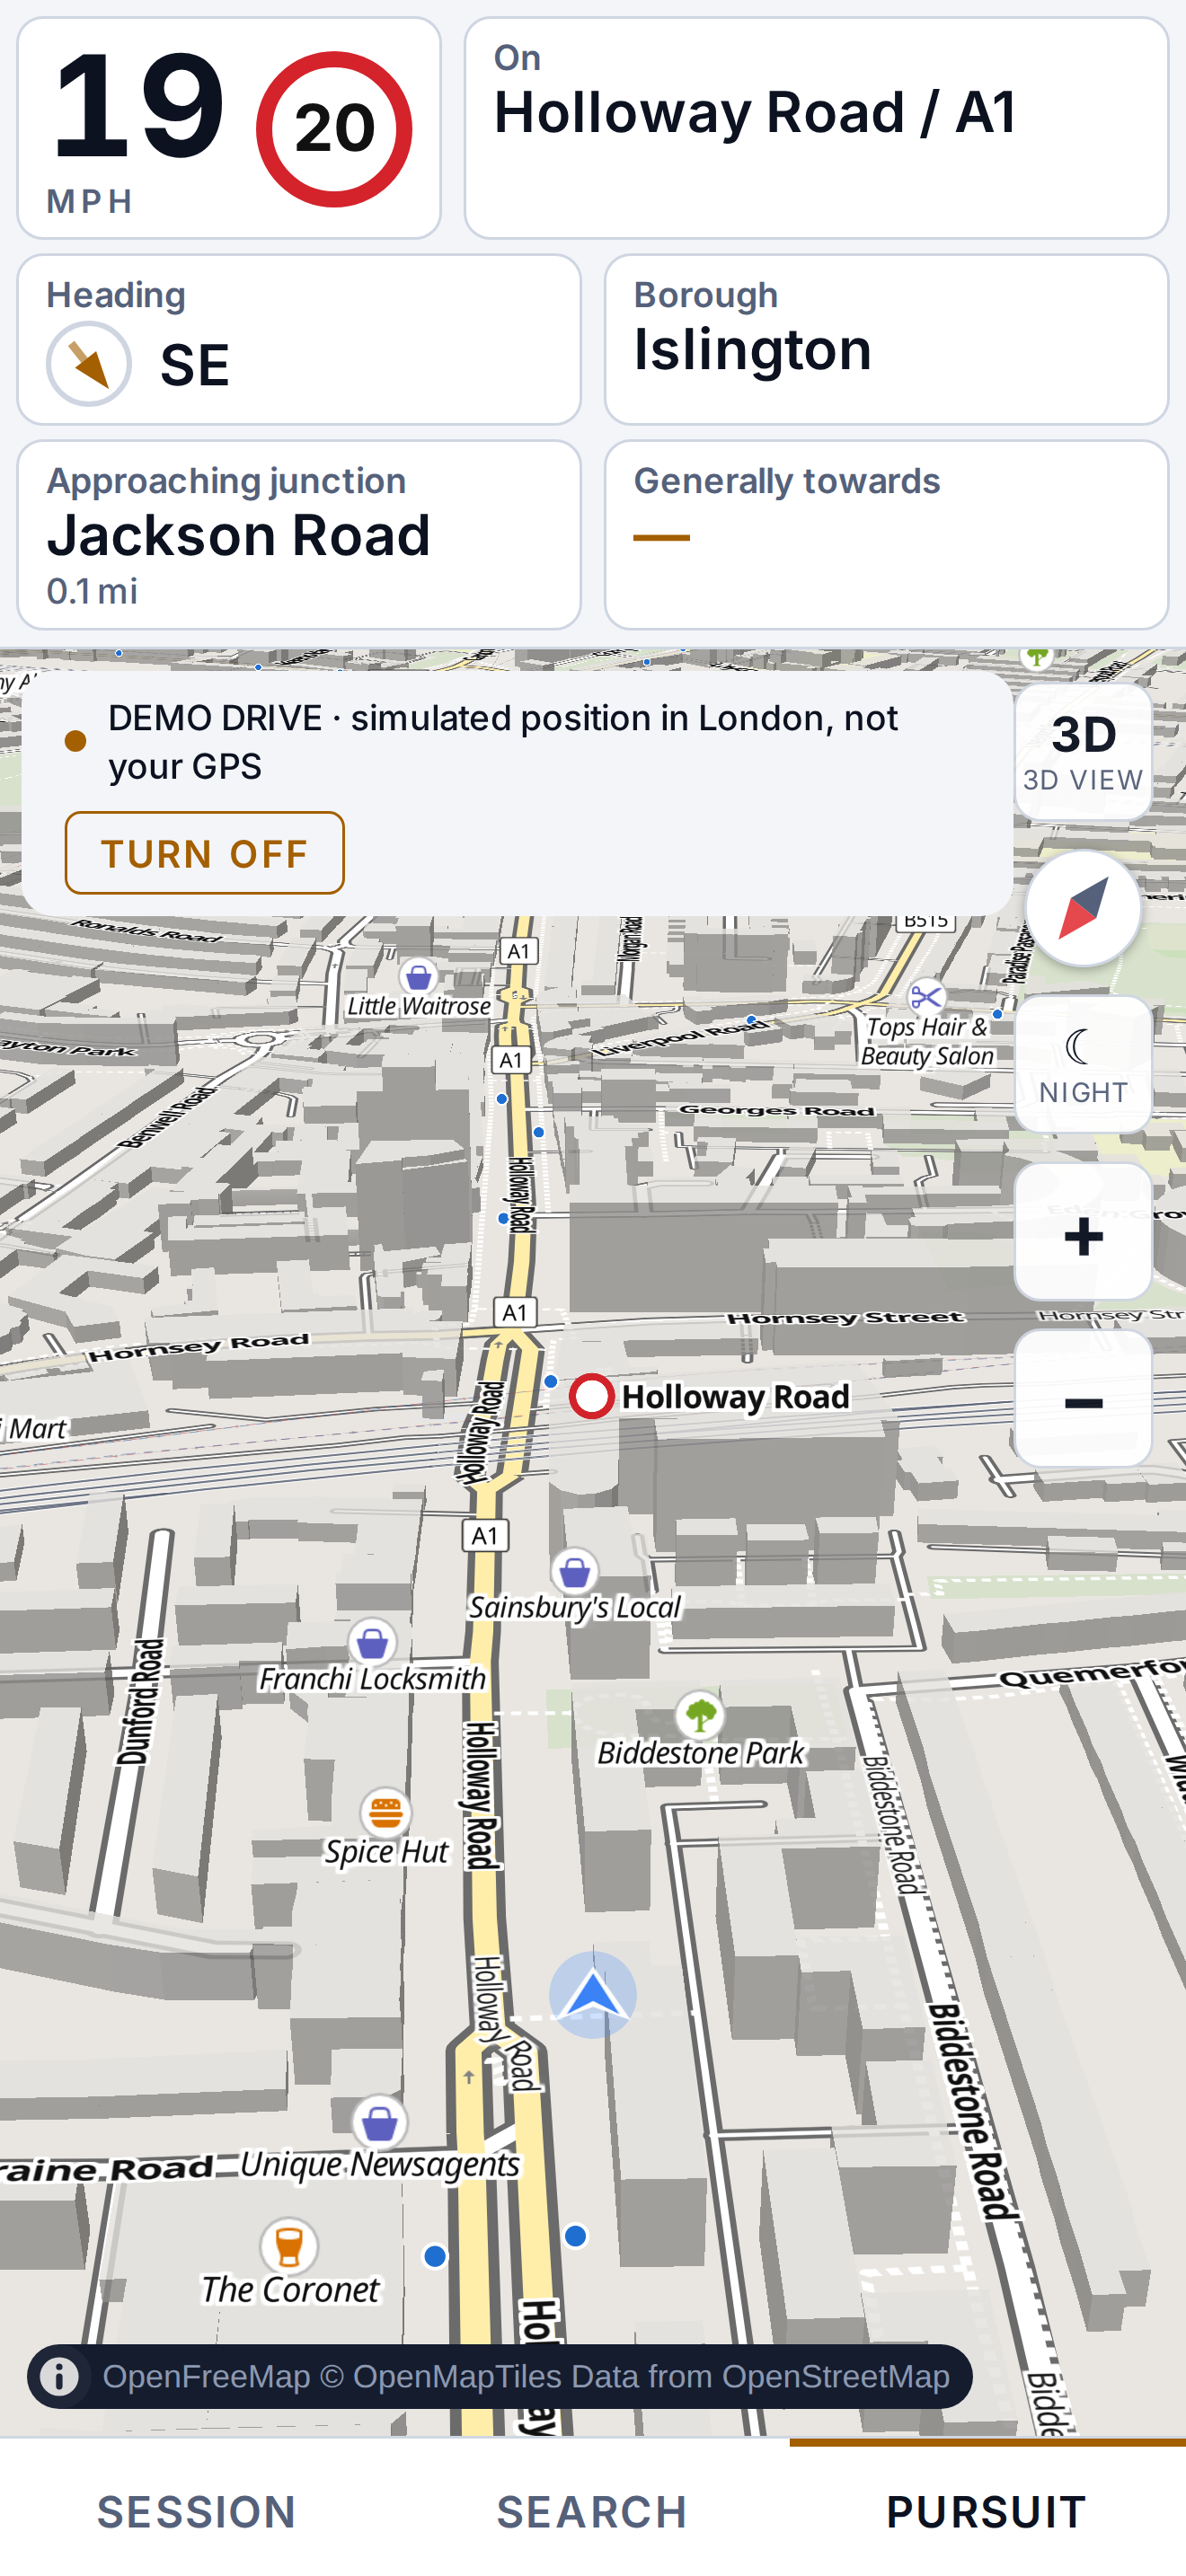 19
MPH
20
On
Holloway Road / A1
Heading
SE
Borough
Islington
Approaching junction
Jackson Road
0.1 mi
Generally towards
—
DEMO DRIVE · simulated position in London, not
your GPS
TURN OFF
3D
3D VIEW
Ronalds Road
A1
B515
Little Waitrose
Tops Hair &
Beauty Salon
Liverpool Road
A1
NIGHT
Benwell Road
Georges Road
Holloway Road
+
A1
Hornsey Road
Hornsey Street
Holloway Road
Holloway Road
Mart
−
A1
Sainsbury's Local
Franchi Locksmith
Dunford Road
Biddestone Park
Holloway Road
Biddestone Road
Spice Hut
Holloway Road
Biddestone Road
Unique Newsagents
The Coronet
OpenFreeMap © OpenMapTiles Data from OpenStreetMap
SESSION
SEARCH
PURSUIT